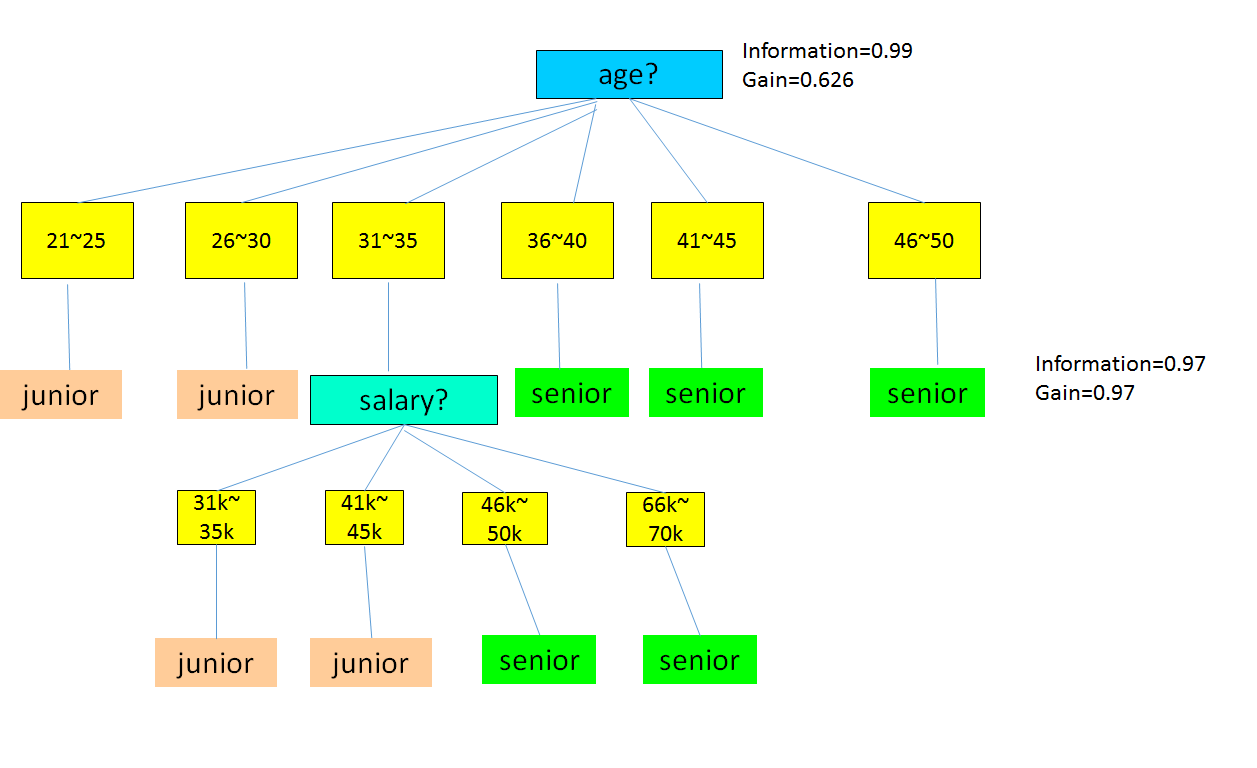 age?
Information=0.99
Gain=0.626
21~25
26~30
31~35
36~40
41~45
46~50
junior
junior
salary?
senior
senior
senior
Information=0.97
Gain=0.97
31k~
35k
41k~
45k
46k~
50k
66k~
70k
junior
junior
senior
senior